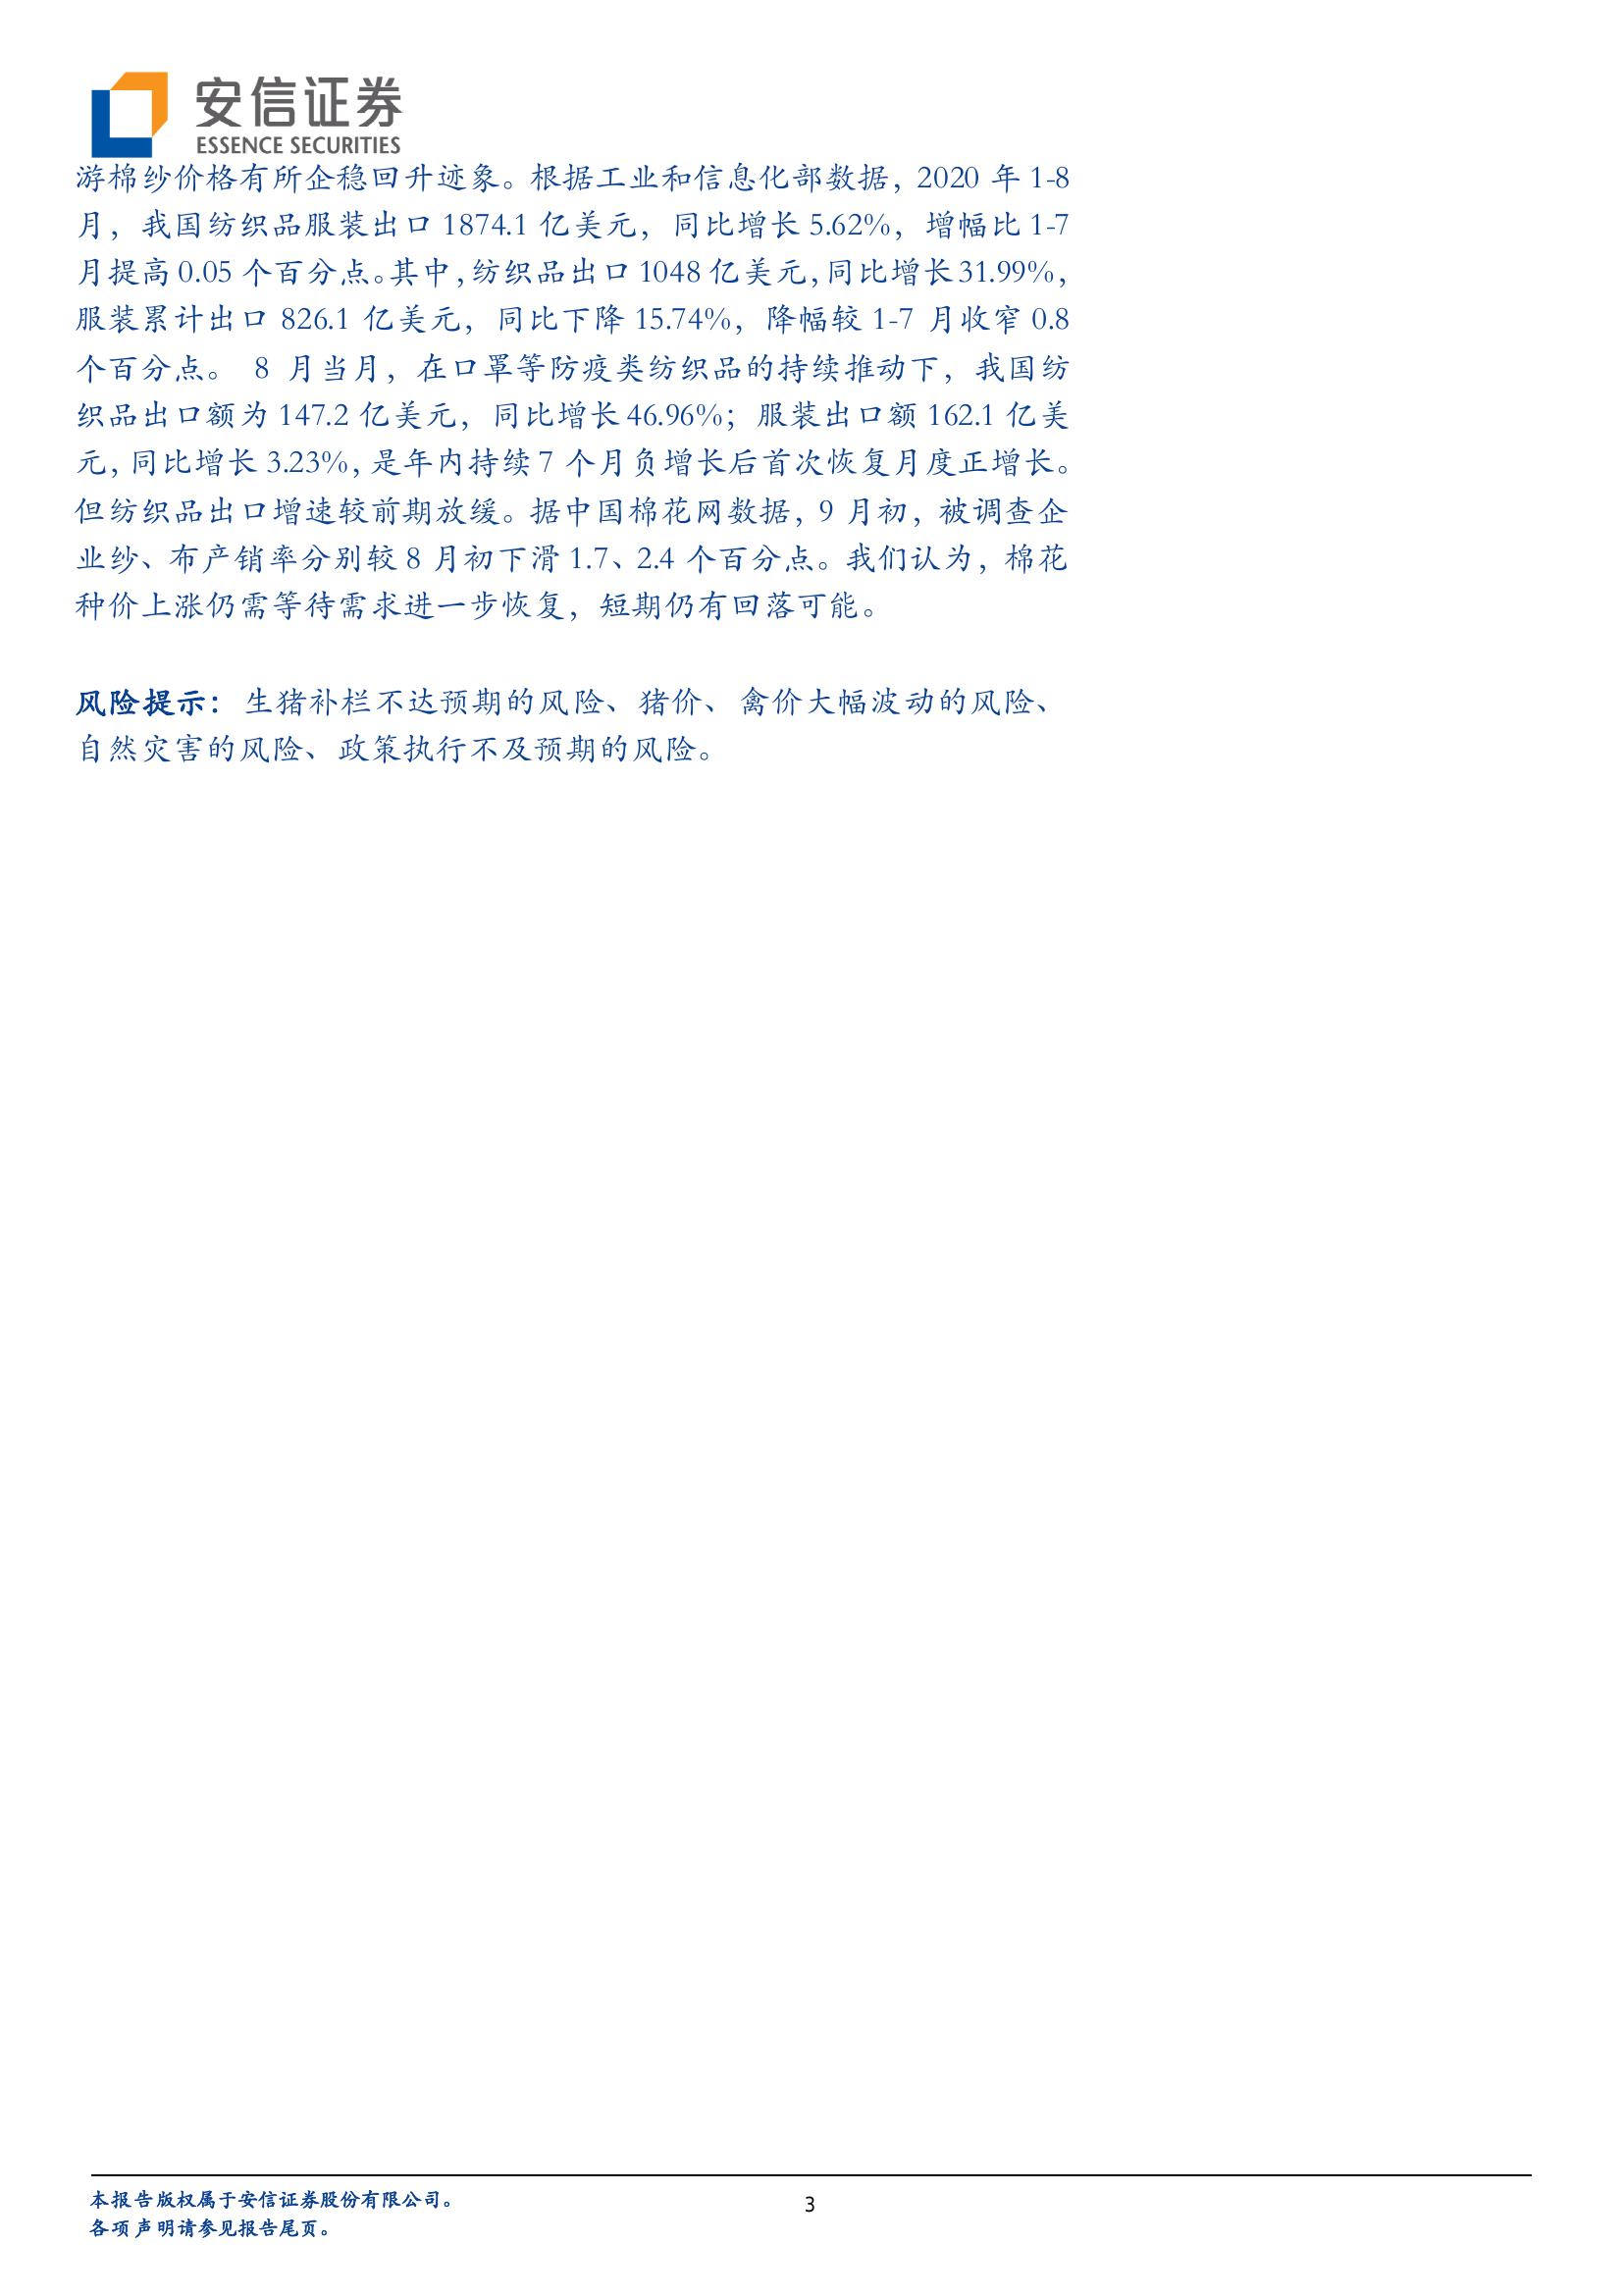 安信证券
ESSENCE SECURITIES
游棉纱价格有所企稳回升迹象。根据工业和信息化部数据，2020 年 1-8
月，我国纺织品服装出口 1874.1 亿美元，同比增长 5.62%，增幅比 1-7
月提高 0.05 个百分点。其中，纺织品出口 1048 亿美元，同比增长 31.99%，
服装累计出口 826.1 亿美元，同比下降 15.74%，降幅较 1-7 月收窄 0.8
个百分点。 8 月当月，在口罩等防疫类纺织品的持续推动下，我国纺
织品出口额为 147.2 亿美元，同比增长 46.96%；服装出口额 162.1 亿美
元，同比增长 3.23%，是年内持续 7 个月负增长后首次恢复月度正增长。
但纺织品出口增速较前期放缓。据中国棉花网数据，9 月初，被调查企
业纱、布产销率分别较 8 月初下滑 1.7、2.4 个百分点。我们认为，棉花
种价上涨仍需等待需求进一步恢复，短期仍有回落可能。
风险提示： 生猪补栏不达预期的风险、猪价、禽价大幅波动的风险、
自然灾害的风险、政策执行不及预期的风险。
本报告版权属于安信证券股份有限公司。
3
各项声明请参见报告尾页。